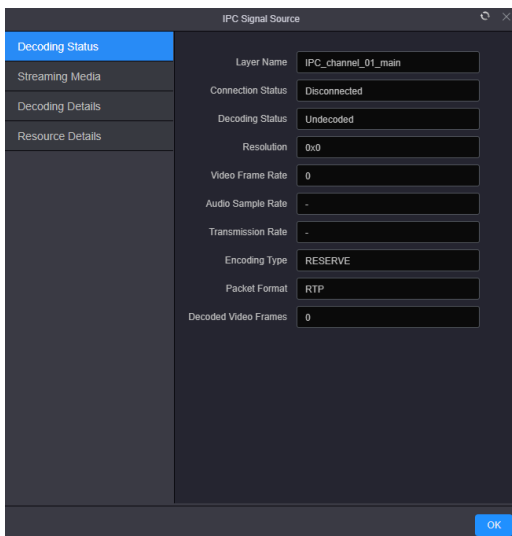 IPC Signal Source
Decoding Status
Streaming Media
Decoding Details
Resource Details
Layer Name IPC_channel_01_main
Connection Status Disconnected
Decoding Status Undecoded
Resolution 0x0
Video Frame Rate 0
Audio Sample Rate -
Transmission Rate -
Encoding Type RESERVE
Packet Format RTP
Decoded Video Frames 0
OK